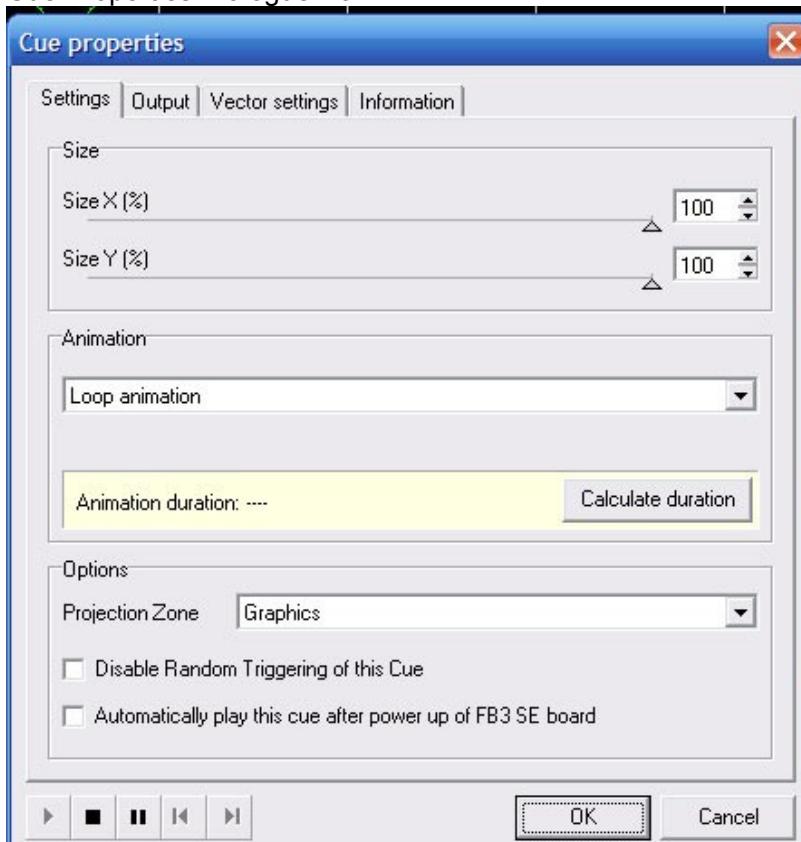 Cue properties
Settings Output Vector settings Information
Size
Size X (%) 100
Size Y (%) 100
Animation
Loop animation
Animation duration: ---- Calculate duration
Options
Projection Zone Graphics
Disable Random Triggering of this Cue
Automatically play this cue after power up of FB3 SE board
OK Cancel